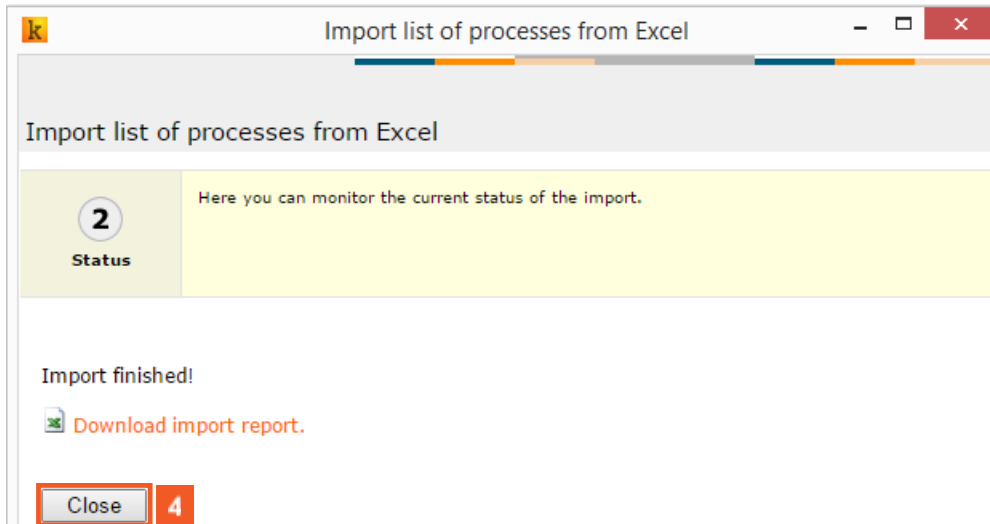 k
Import list of processes from Excel
Import list of processes from Excel
2
Status
Here you can monitor the current status of the import.
Import finished!
Download import report.
Close
4